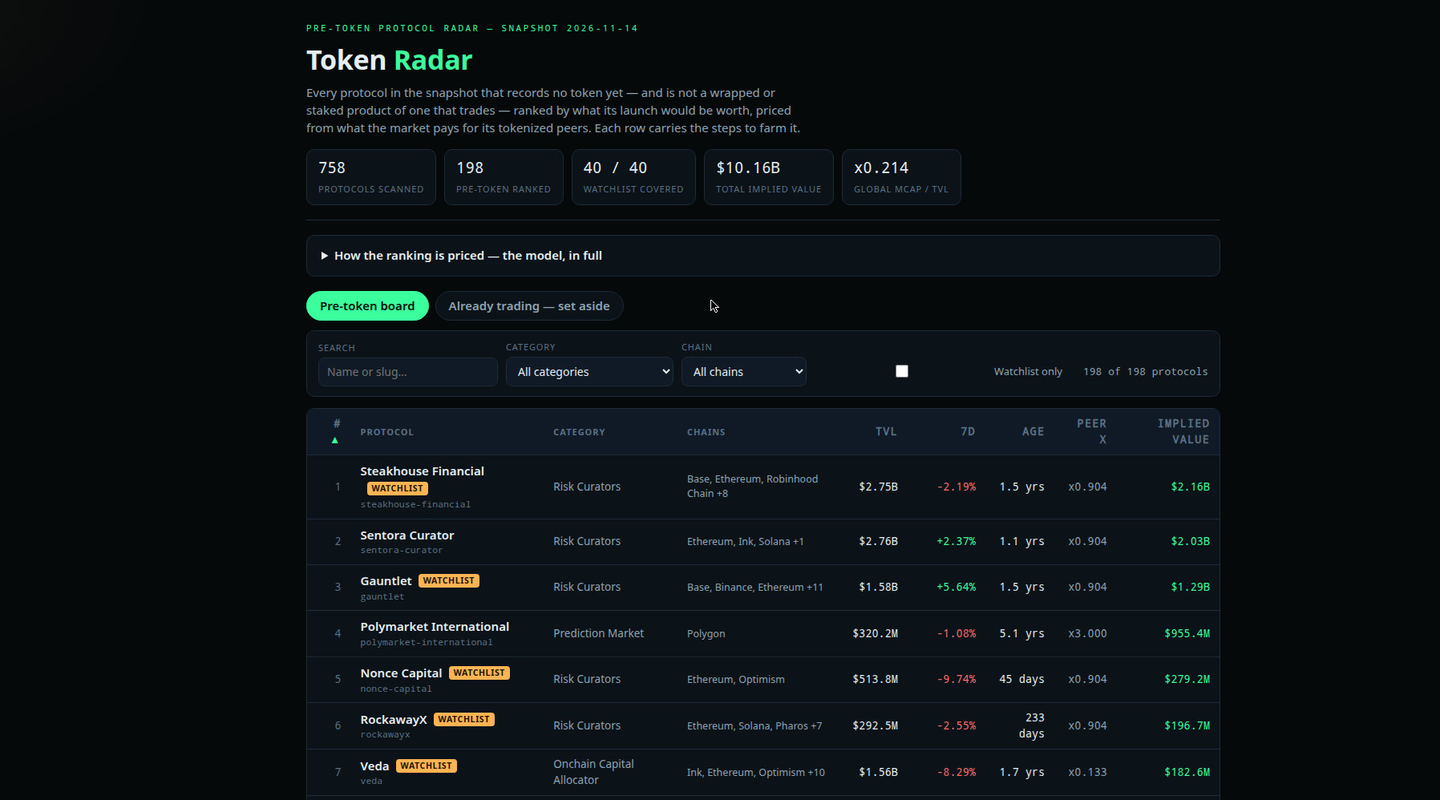 PRE-TOKEN PROTOCOL RADAR — SNAPSHOT 2026-11-14
Token Radar
Every protocol in the snapshot that records no token yet — and is not a wrapped or
staked product of one that trades — ranked by what its launch would be worth, priced
from what the market pays for its tokenized peers. Each row carries the steps to farm it.
758
PROTOCOLS SCANNED
198
PRE-TOKEN RANKED
40 / 40
WATCHLIST COVERED
$10.16B
TOTAL IMPLIED VALUE
x0.214
GLOBAL MCAP / TVL
▶ How the ranking is priced — the model, in full
Pre-token board
Already trading — set aside
SEARCH
Name or slug...
CATEGORY
All categories
CHAIN
All chains
Watchlist only
198 of 198 protocols
# ▲ PROTOCOL CATEGORY CHAINS TVL 7D AGE PEER X IMPLIED VALUE
1 Steakhouse Financial WATCHLIST steakhouse-financial Risk Curators Base, Ethereum, Robinhood Chain +8 $2.75B -2.19% 1.5 yrs x0.904 $2.16B
2 Sentora Curator sentora-curator Risk Curators Ethereum, Ink, Solana +1 $2.76B +2.37% 1.1 yrs x0.904 $2.03B
3 Gauntlet WATCHLIST gauntlet Risk Curators Base, Binance, Ethereum +11 $1.58B +5.64% 1.5 yrs x0.904 $1.29B
4 Polymarket International polymarket-international Prediction Market Polygon $320.2M -1.08% 5.1 yrs x3.000 $955.4M
5 Nonce Capital WATCHLIST nonce-capital Risk Curators Ethereum, Optimism $513.8M -9.74% 45 days x0.904 $279.2M
6 RockawayX WATCHLIST rockawayx Risk Curators Ethereum, Solana, Pharos +7 $292.5M -2.55% 233 days x0.904 $196.7M
7 Veda WATCHLIST veda Onchain Capital Allocator Ink, Ethereum, Optimism +10 $1.56B -8.29% 1.7 yrs x0.133 $182.6M